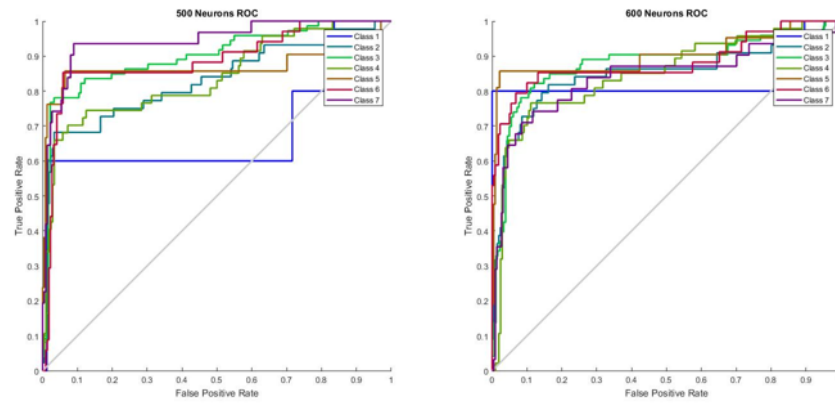 500 Neurons ROC
1
0.9
0.8
0.7
0.6
0.5
0.4
0.3
0.2
0.1
0
True Positive Rate
0 0.1 0.2 0.3 0.4 0.5 0.6 0.7 0.8 0.9 1
False Positive Rate
Class 1
Class 2
Class 3
Class 4
Class 5
Class 6
Class 7
600 Neurons ROC
1
0.9
0.8
0.7
0.6
0.5
0.4
0.3
0.2
0.1
0
True Positive Rate
0 0.1 0.2 0.3 0.4 0.5 0.6 0.7 0.8 0.9
False Positive Rate
Class 1
Class 2
Class 3
Class 4
Class 5
Class 6
Class 7